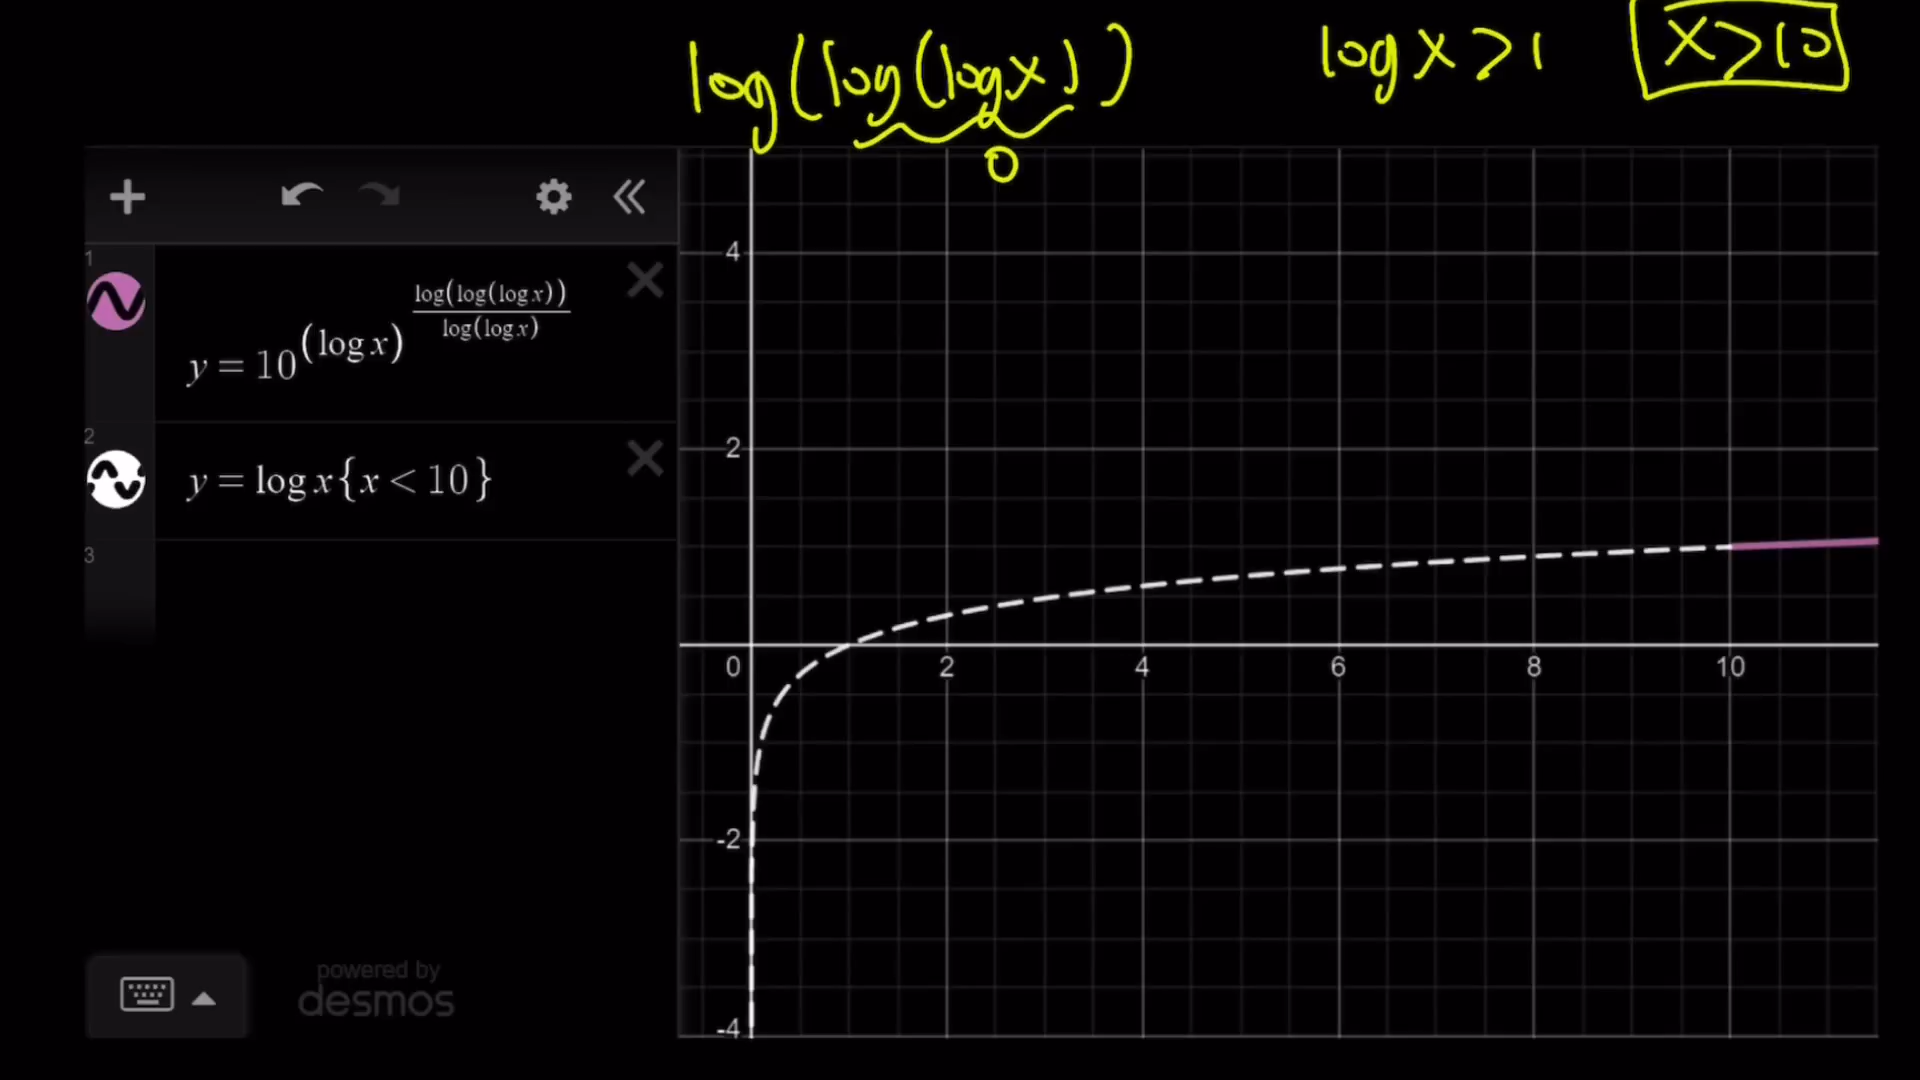 log(log(logx)) logx>1 x>10
0
1
y = 10^{(log x)^{\frac{log(log(log x))}{log(log x)}}}
2
y = log x{x < 10}
3
powered by
desmos
4
2
0 2 4 6 8 10
-2
-4